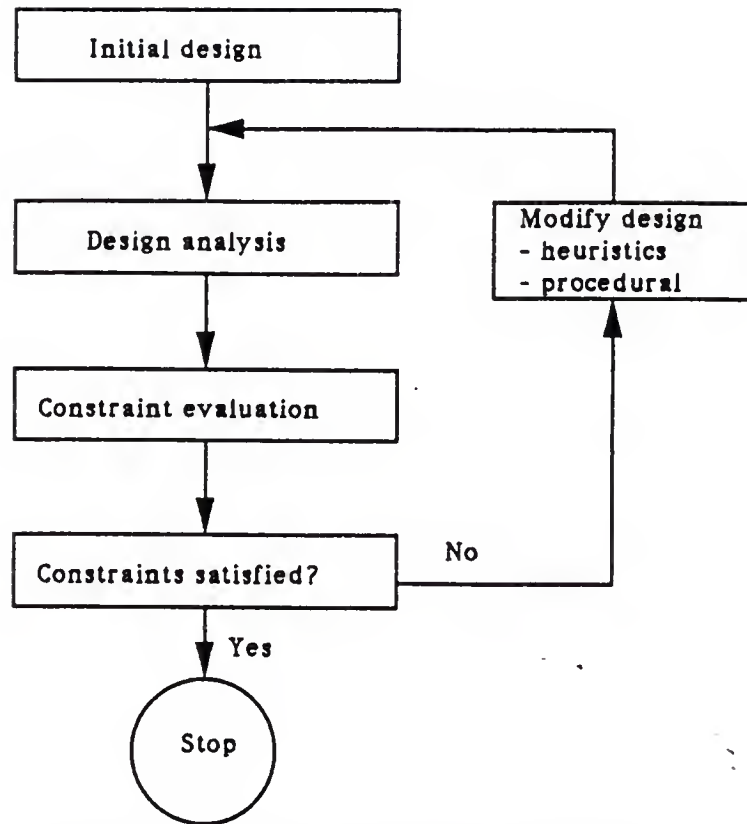 Initial design
Design analysis
Modify design
- heuristics
- procedural
Constraint evaluation
Constraints satisfied?
No
Yes
Stop